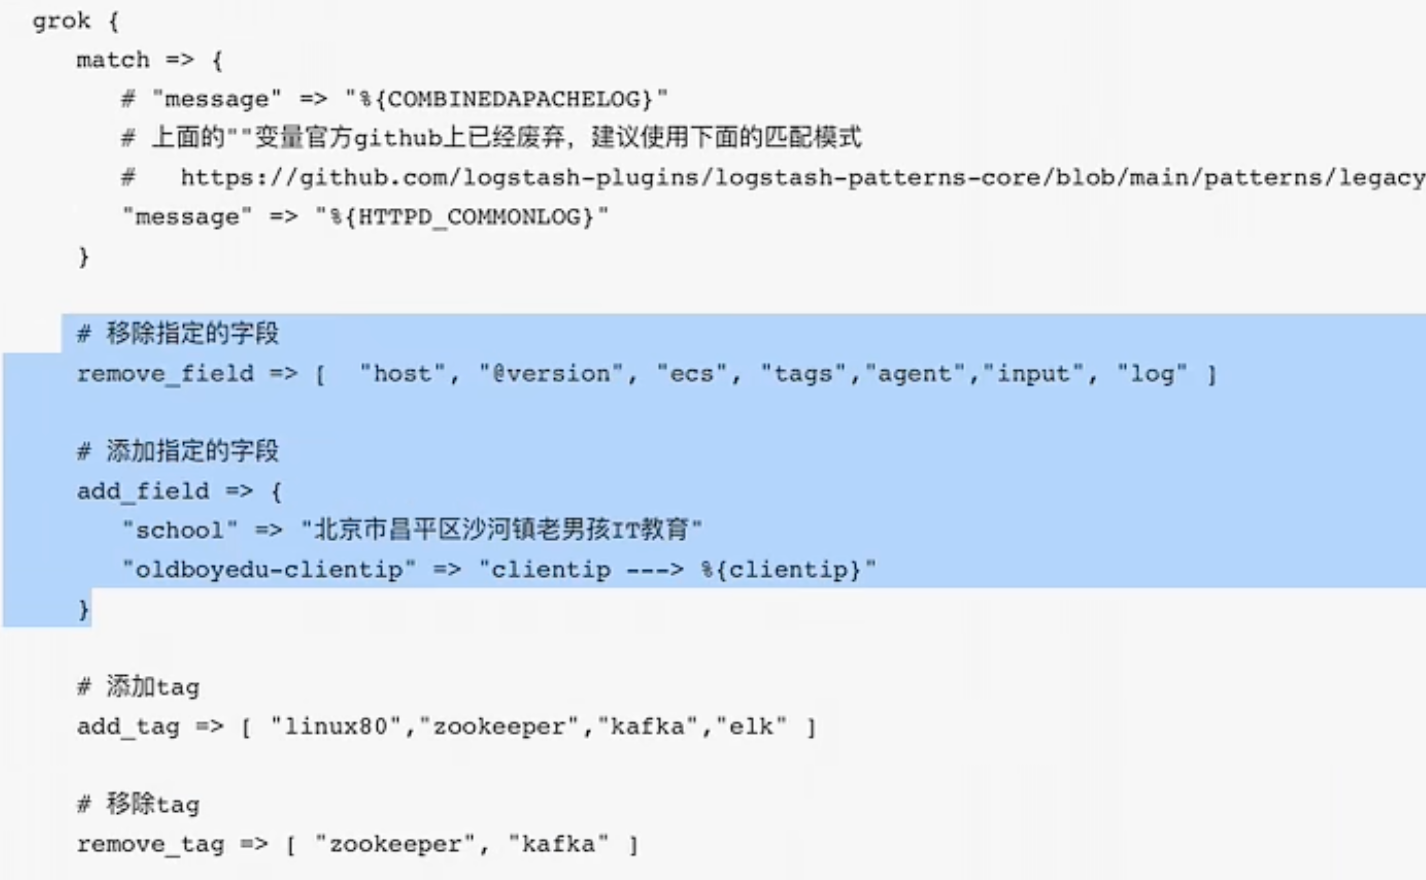 grok {
match => {
# "message" => "%{COMBINEDAPACHELOG}"
# 上面的""变量官方github上已经废弃，建议使用下面的匹配模式
# https://github.com/logstash-plugins/logstash-patterns-core/blob/main/patterns/legacy
"message" => "%{HTTPD_COMMONLOG}"
}
# 移除指定的字段
remove_field => [ "host", "@version", "ecs", "tags","agent","input", "log" ]
# 添加指定的字段
add_field => {
"school" => "北京市昌平区沙河镇老男孩IT教育"
"oldboyedu-clientip" => "clientip ---> %{clientip}"
}
# 添加tag
add_tag => [ "linux80","zookeeper","kafka","elk" ]
# 移除tag
remove_tag => [ "zookeeper", "kafka" ]